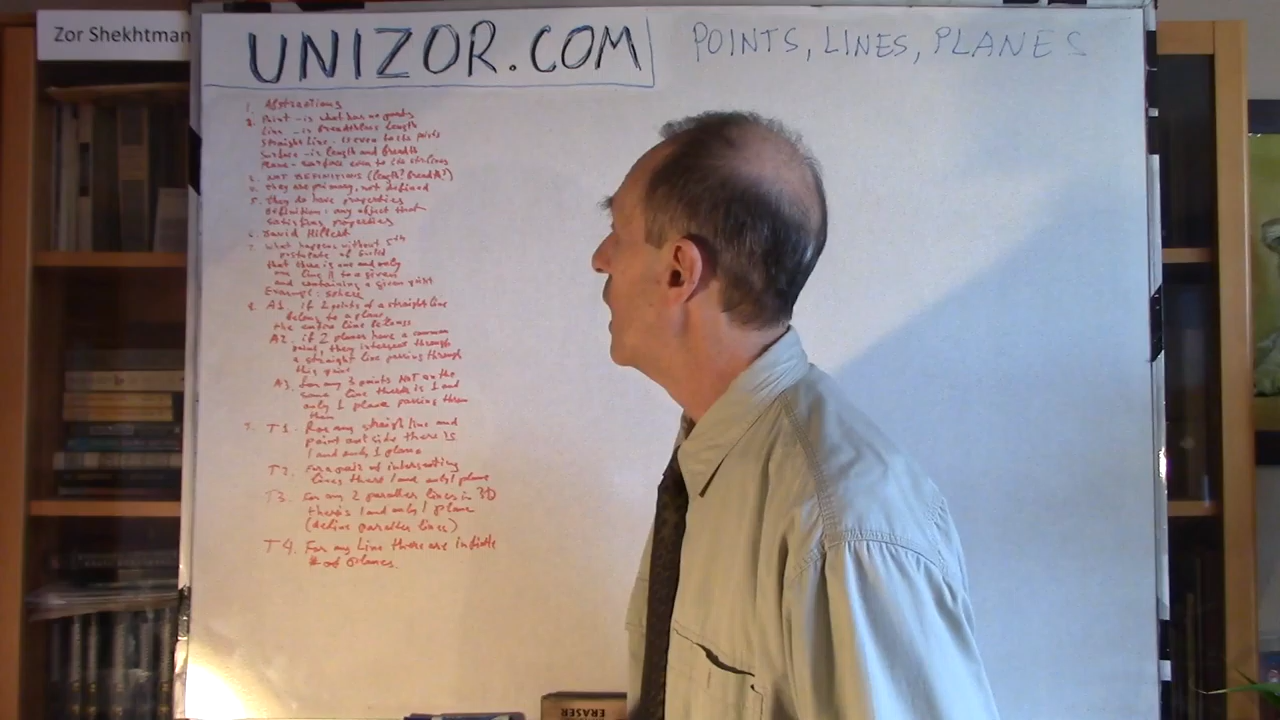 Zor Shekhtman
UNIZOR.COM
POINTS, LINES, PLANES
1. Abstractions
2. Point - is what has no parts
Line - is breadthless length
Straight Line - is even to its points
Surface - is length and breadth
Plane - surface even to its str. lines
3. NOT DEFINITIONS (length? breadth?)
4. they are primary, not defined
5. they do have properties
Definition: any object that
satisfies properties
6. David Hilbert
7. What happens without 5th
postulate of Euclid
that there is one and only
one line || to a given
and containing a given point
Example: sphere
8. A1. if 2 points of a straight line
belong to a plane
the entire line belongs
A2. if 2 planes have a common
point, they intersect through
a straight line passing through
this point
A3. for any 3 points NOT on the
same line there is 1 and
only 1 plane passing through
them
9. T1. For any straigh line and
point outside there is
1 and only 1 plane
T2. For a pair of intersecting
lines there 1 and only 1 plane
T3. For any 2 parallel lines in 3D
there is 1 and only 1 plane
(define parallel lines)
T4. For any Line there are infinite
# of planes.
ERASER